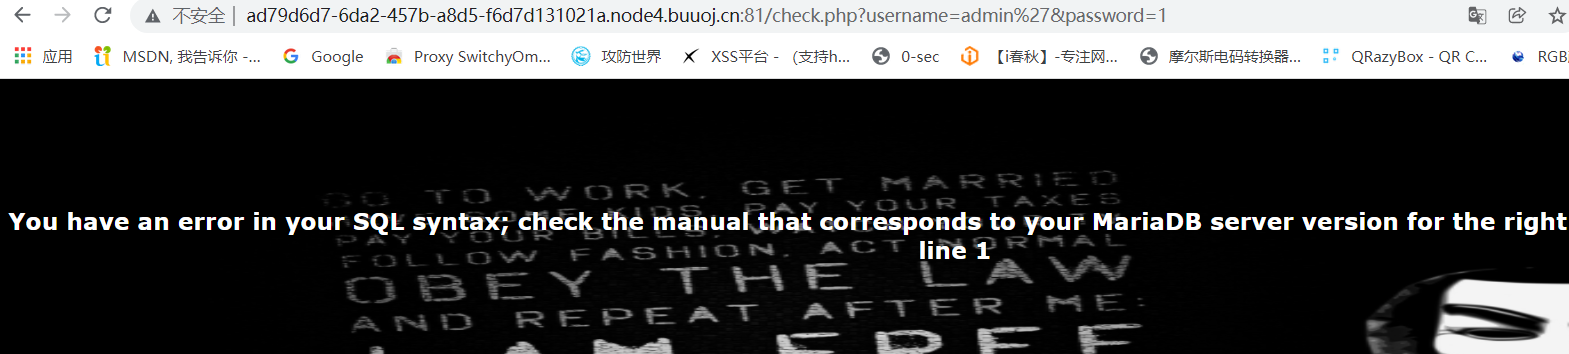 不安全 ad79d6d7-6da2-457b-a8d5-f6d7d131021a.node4.buuoj.cn:81/check.php?username=admin%27&password=1
应用 MSDN, 我告诉你 -... Google Proxy SwitchyOm... 攻防世界 XSS平台 - (支持h... 0-sec 【i春秋】-专注网... 摩尔斯电码转换器... QRazyBox - QR C... RGB
GO TO WORK, GET MARRIED
HAVE SOME KIDS, PAY YOUR TAXES
You have an error in your SQL syntax; check the manual that corresponds to your MariaDB server version for the right
PAY YOUR BILLS,
FOLLOW FASHION, ACT NORMAL
line 1
OBEY THE LAW
AND REPEAT AFTER ME:
I AM FREE